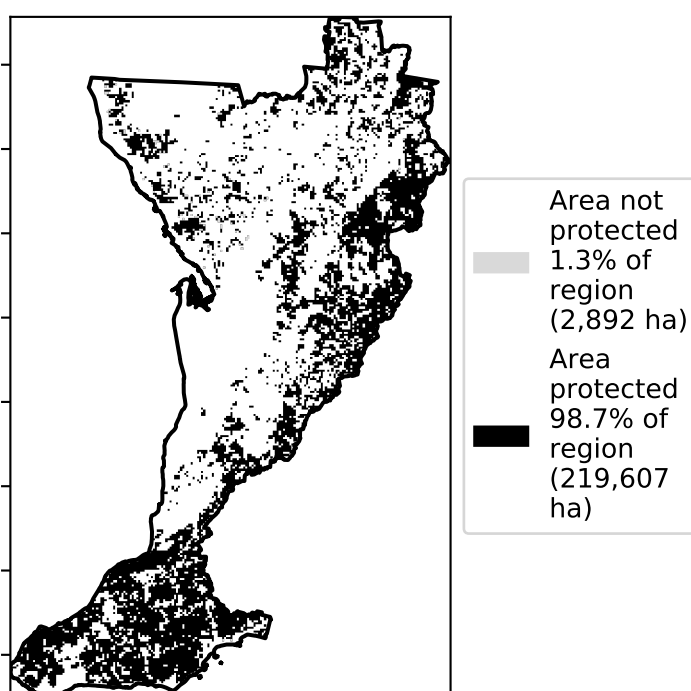 Area not
protected
1.3% of
region
(2,892 ha)
Area
protected
98.7% of
region
(219,607
ha)